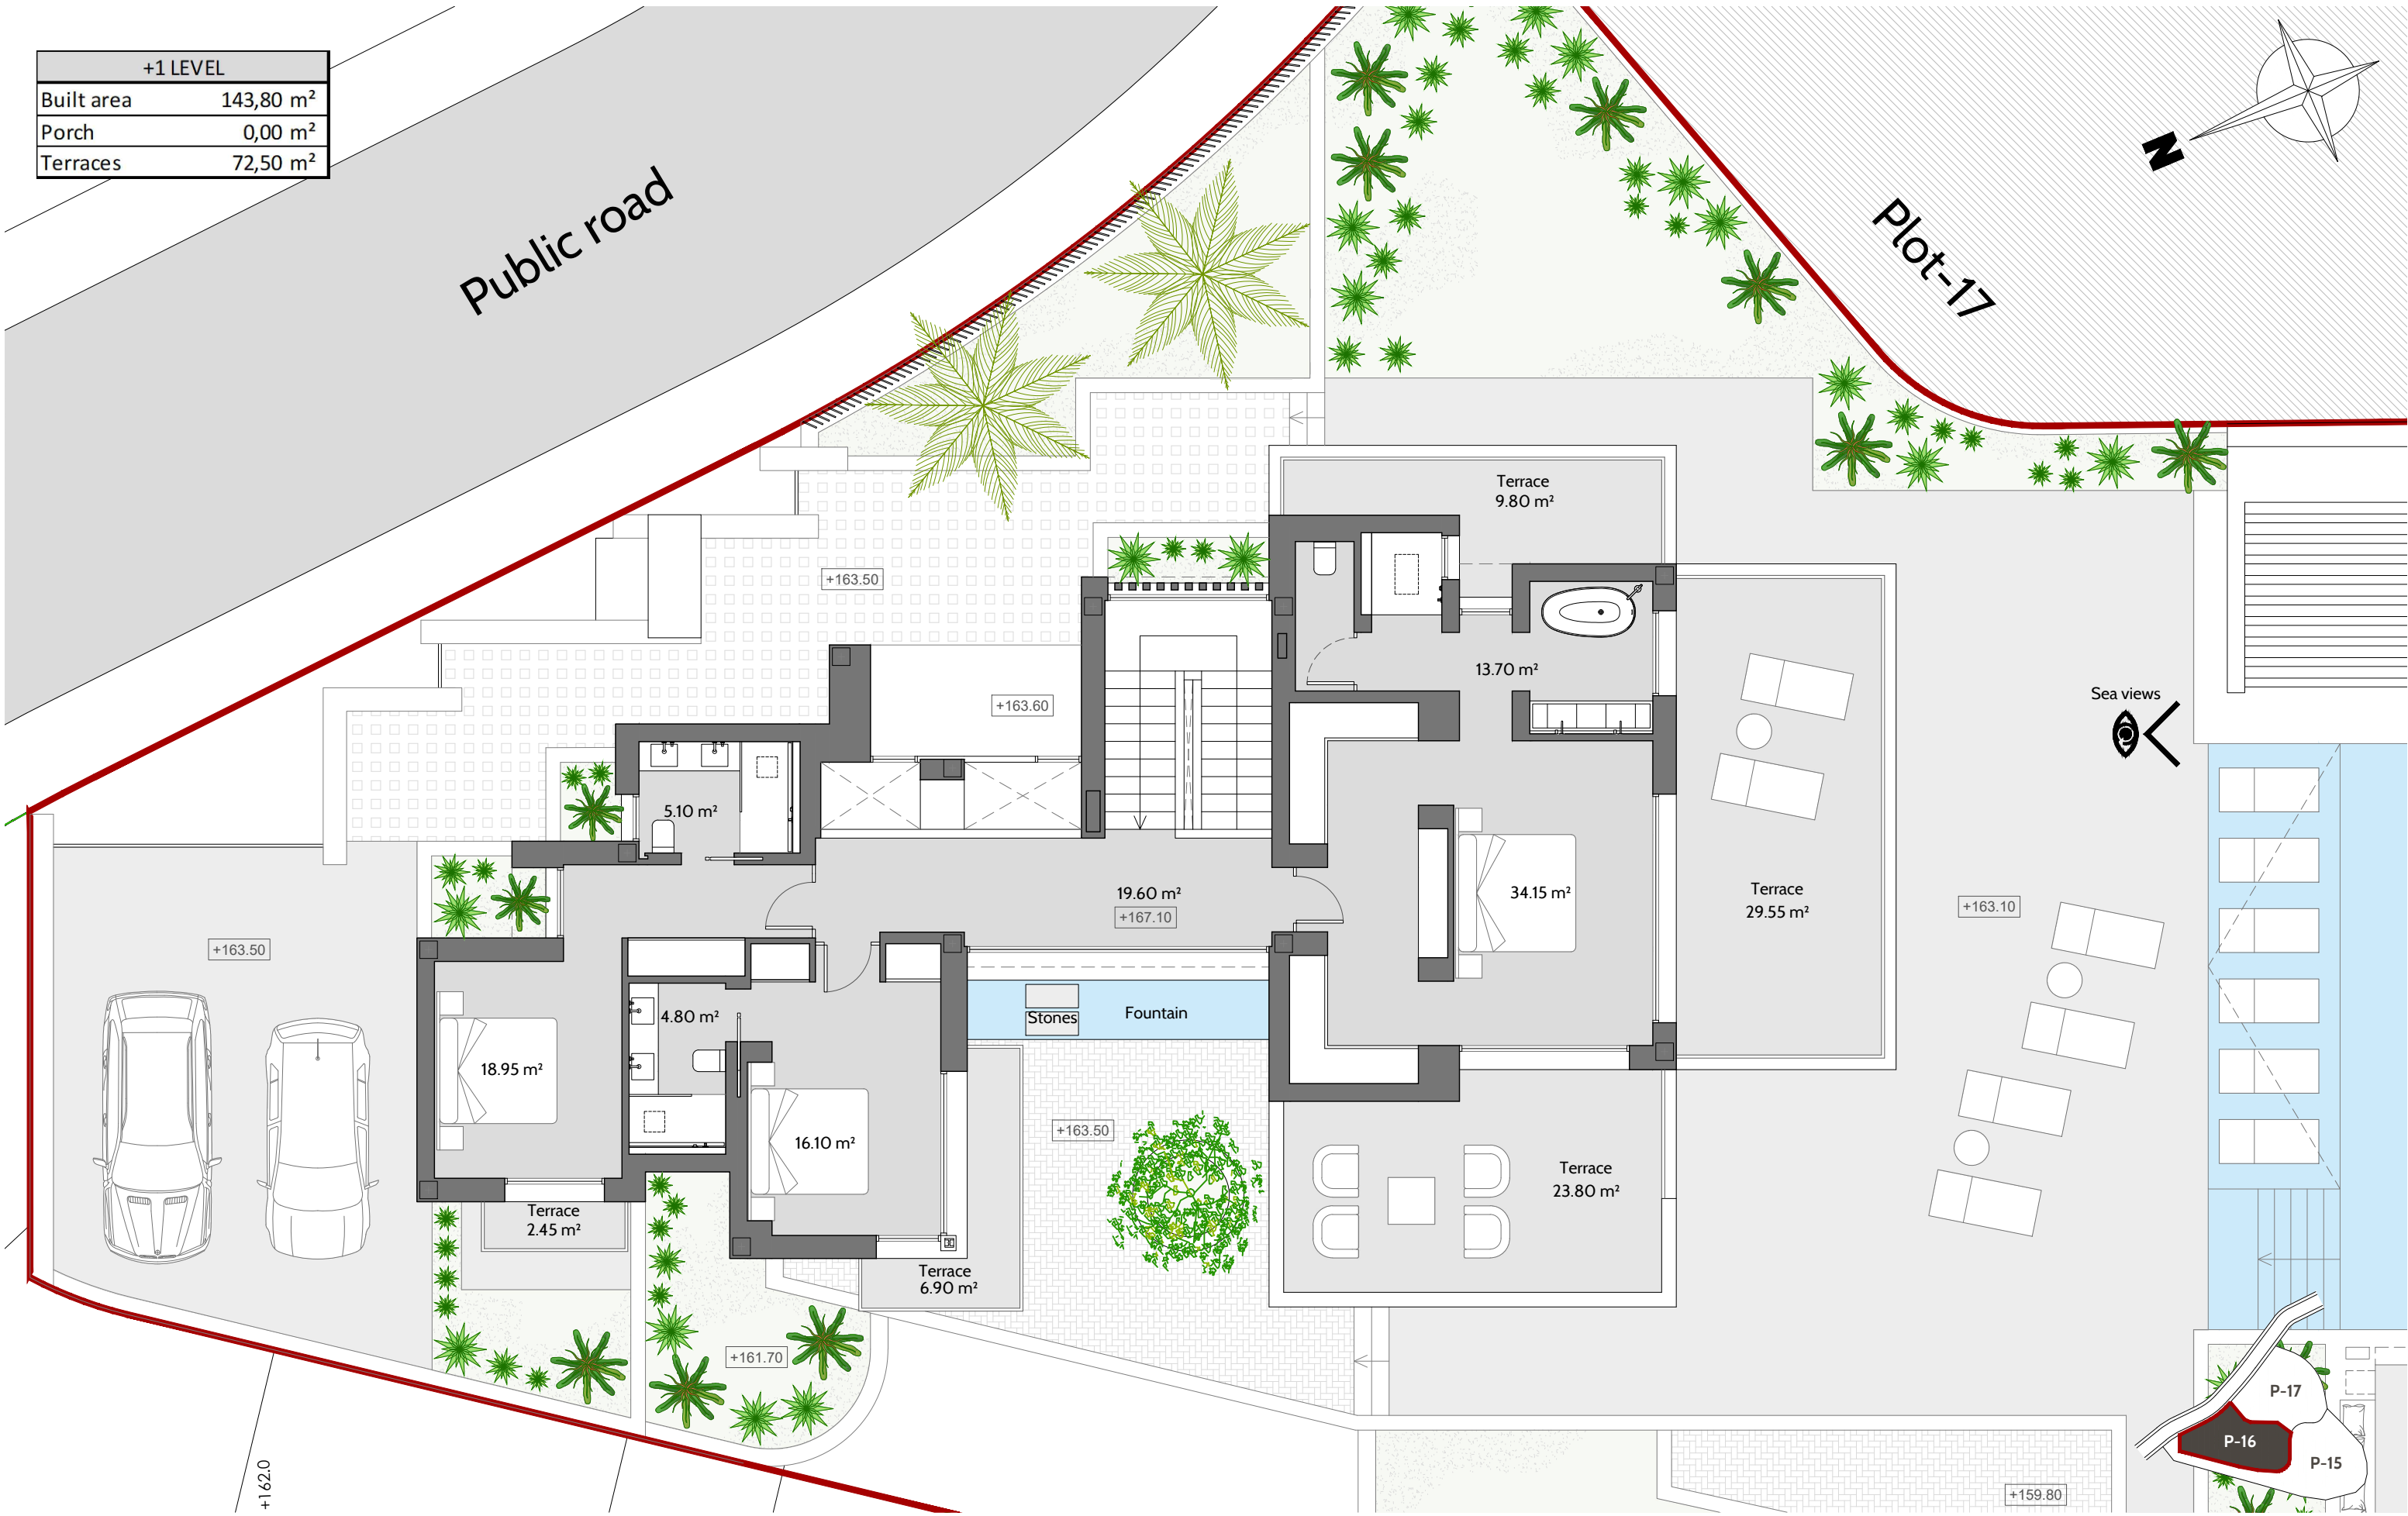 +1 LEVEL
Built area 143,80 m²
Porch 0,00 m²
Terraces 72,50 m²
Public road
N
Plot-17
Terrace
9.80 m²
+163.50
13.70 m²
+163.60
Sea views
5.10 m²
19.60 m²
+167.10
34.15 m²
Terrace
29.55 m²
+163.10
+163.50
4.80 m²
Stones
Fountain
18.95 m²
16.10 m²
+163.50
Terrace
23.80 m²
Terrace
2.45 m²
Terrace
6.90 m²
+161.70
P-17
P-16
P-15
+162.0
+159.80